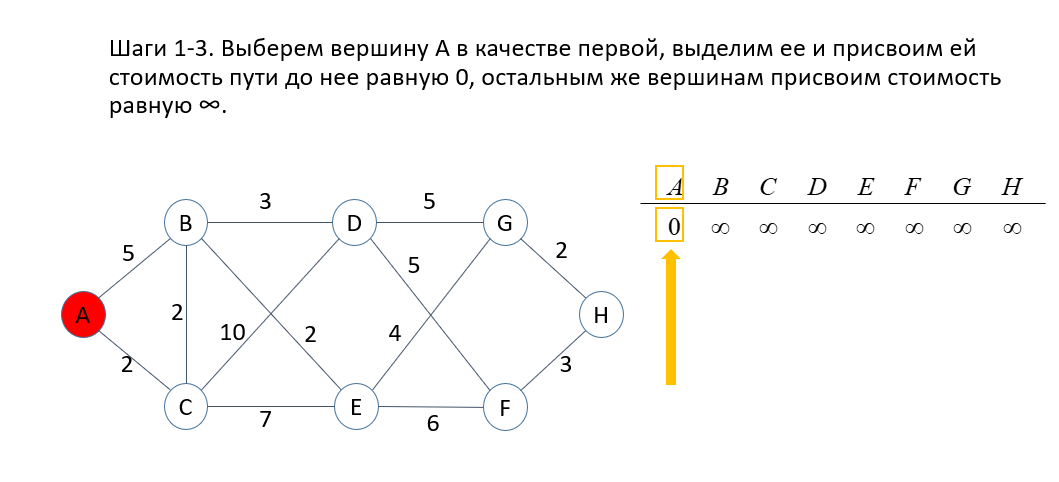 Шаги 1-3. Выберем вершину А в качестве первой, выделим ее и присвоим ей
стоимость пути до нее равную 0, остальным же вершинам присвоим стоимость
равную ∞.
A B C D E F G H
0 ∞ ∞ ∞ ∞ ∞ ∞ ∞
3 5
B D G
5 5 2
A 2 10 2 4 H
2 3
C E F
7 6